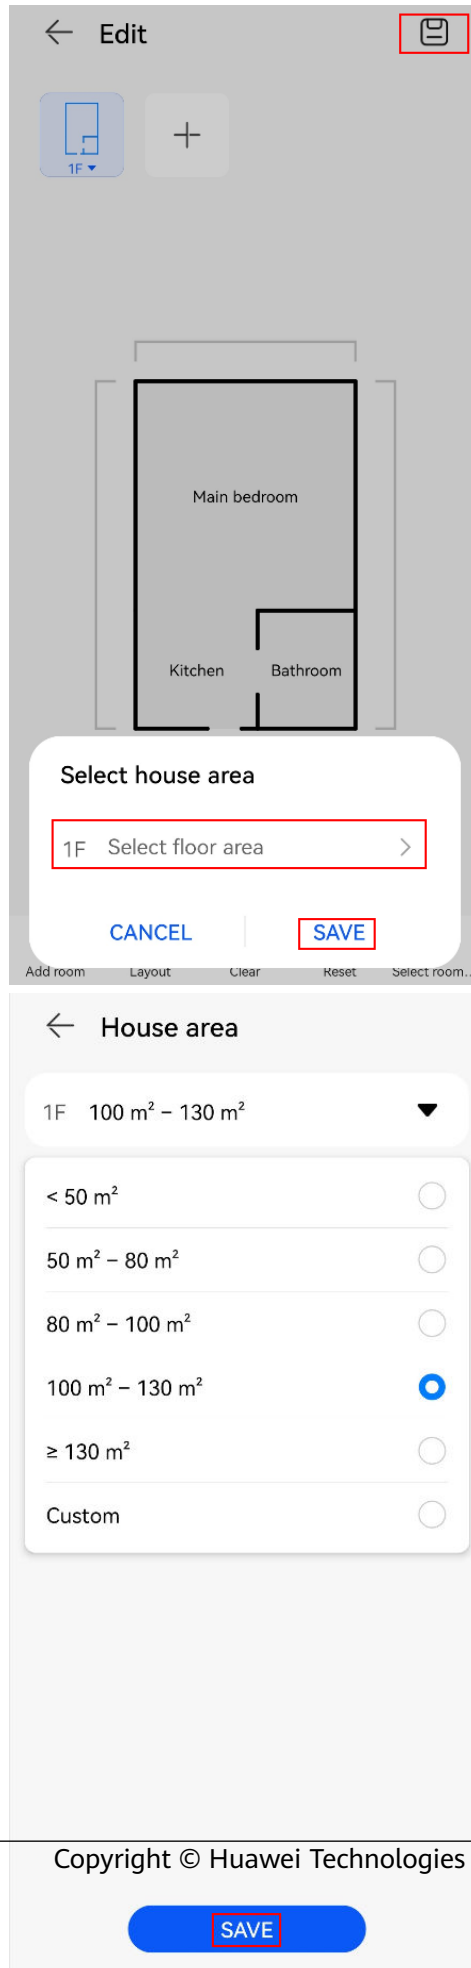 Edit
1F
Main bedroom
Kitchen Bathroom
Select house area
1F Select floor area
CANCEL SAVE
Add room Layout Clear Reset Select room..
House area
1F 100 m² – 130 m²
< 50 m²
50 m² – 80 m²
80 m² – 100 m²
100 m² – 130 m²
≥ 130 m²
Custom
Copyright © Huawei Technologies
SAVE